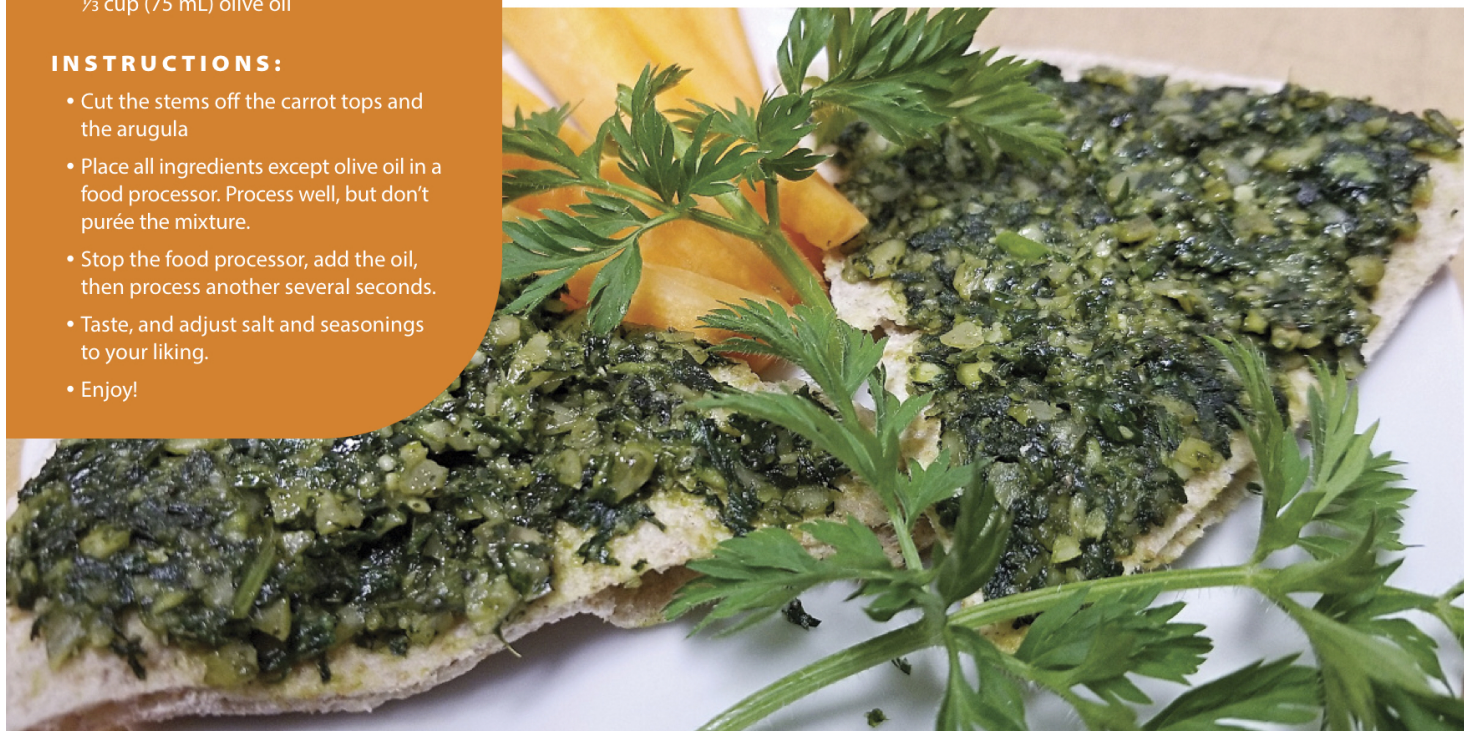 ⅓ cup (75 mL) olive oil
INSTRUCTIONS:
• Cut the stems off the carrot tops and
the arugula
• Place all ingredients except olive oil in a
food processor. Process well, but don’t
purée the mixture.
• Stop the food processor, add the oil,
then process another several seconds.
• Taste, and adjust salt and seasonings
to your liking.
• Enjoy!